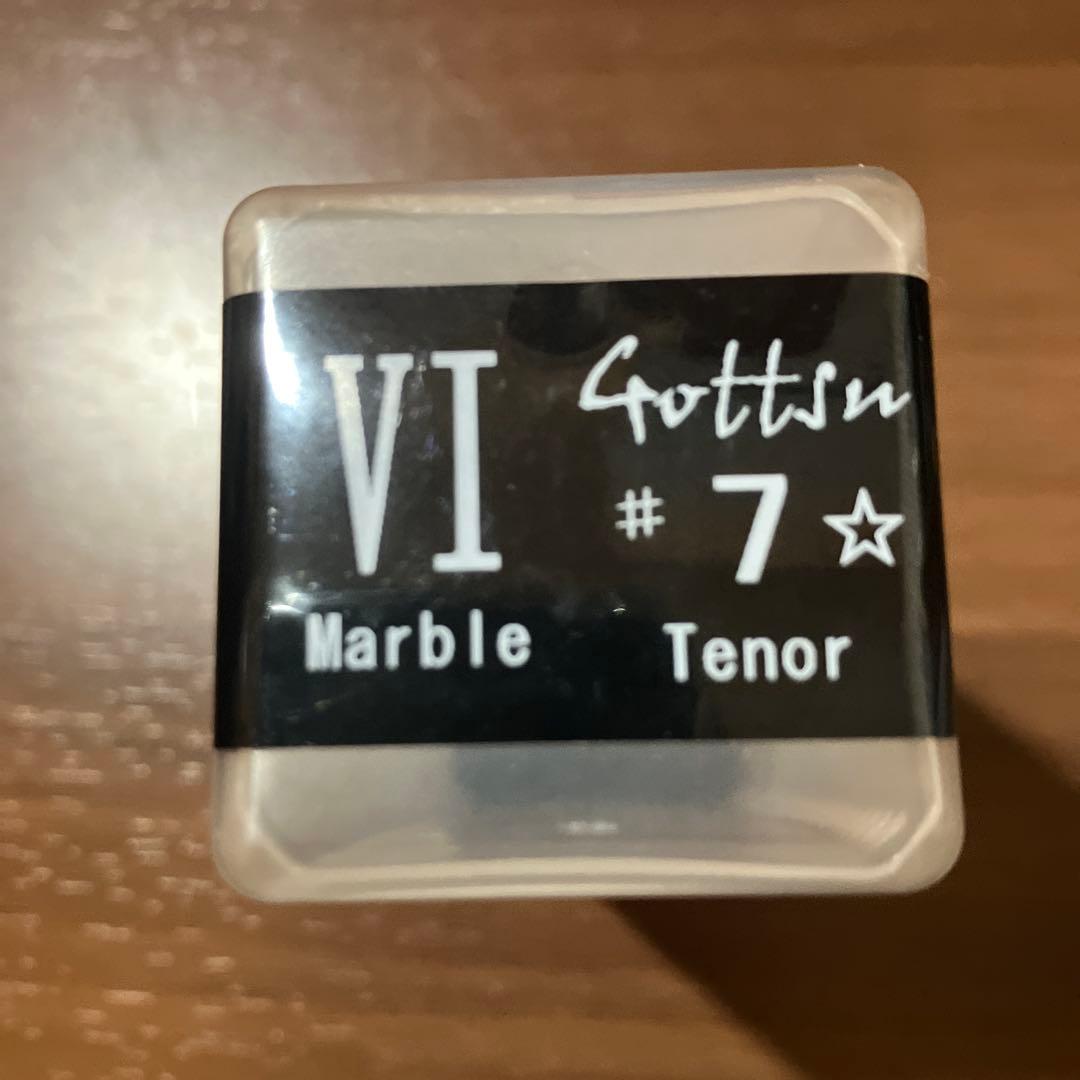 VI
Marble
Gottsu
#7☆
Tenor